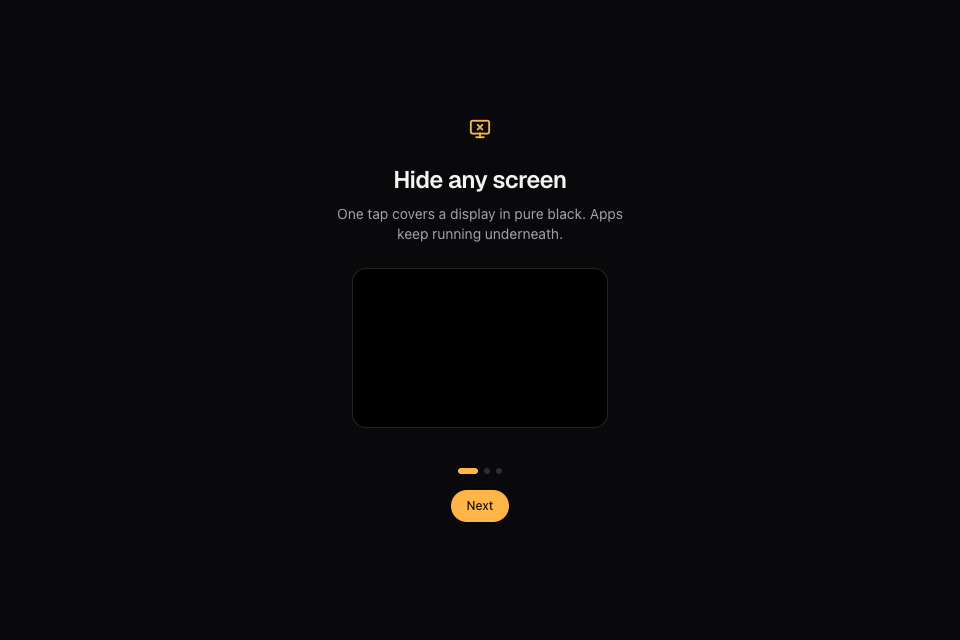 Hide any screen
One tap covers a display in pure black. Apps
keep running underneath.
Next